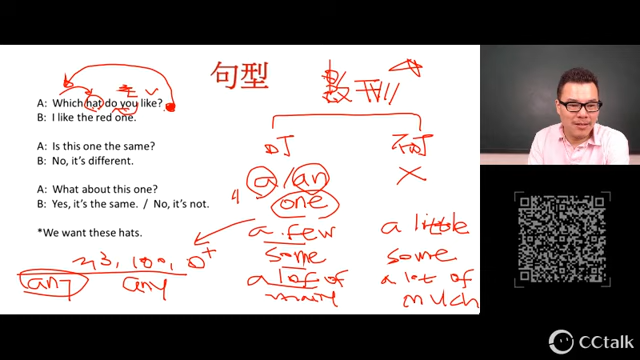 句型
A: Which hat do you like?
B: I like the red one.
A: Is this one the same?
B: No, it's different.
A: What about this one?
B: Yes, it's the same. / No, it's not.
*We want these hats.
可
不可
a / an
one
a few
a little
some
some
a lot of
a lot of
many
much
any
any
CCtalk